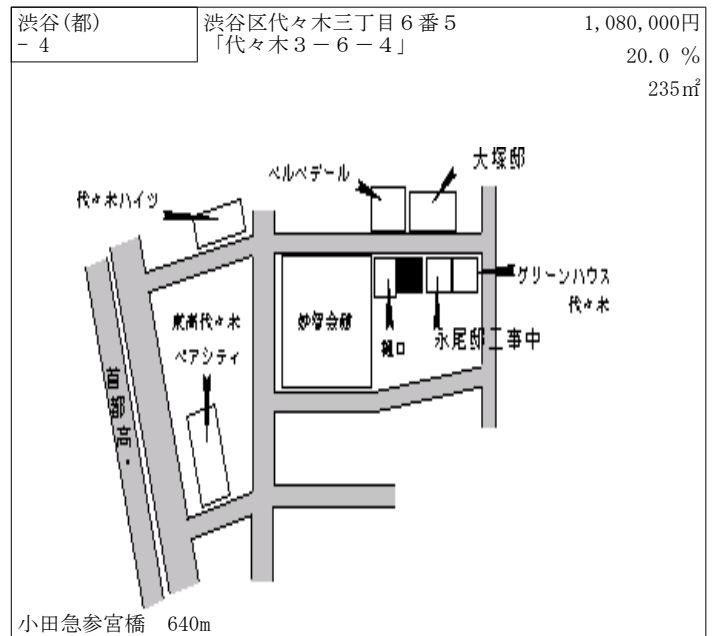 渋谷(都)
- 4
渋谷区代々木三丁目6番5
「代々木3-6-4」
1,080,000円
20.0 %
235㎡
大塚邸
ベルベデール
代々木ハイツ
グリーンハウス
代々木
東高代々木
ペアシティ
妙智会館
樋口
永尾邸工事中
首都高・
小田急参宮橋 640m